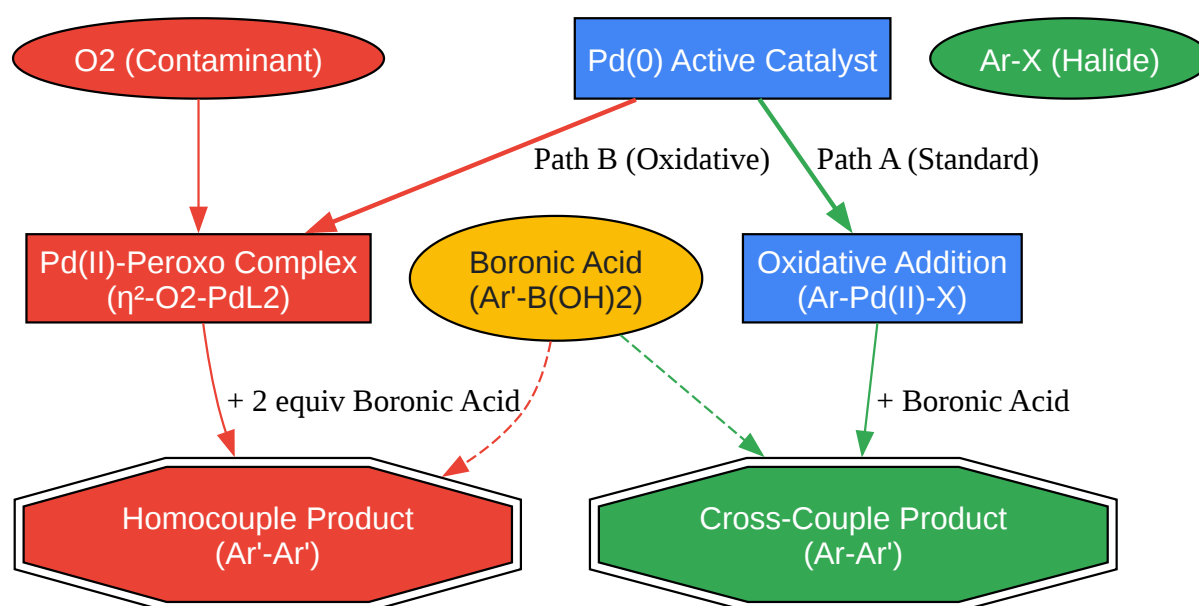 O2 (Contaminant)
Pd(0) Active Catalyst
Ar-X (Halide)
Path B (Oxidative)
Path A (Standard)
Pd(II)-Peroxo Complex
(η²-O2-PdL2)
Boronic Acid
(Ar'-B(OH)2)
Oxidative Addition
(Ar-Pd(II)-X)
+ 2 equiv Boronic Acid
+ Boronic Acid
Homocouple Product
(Ar'-Ar')
Cross-Couple Product
(Ar-Ar')